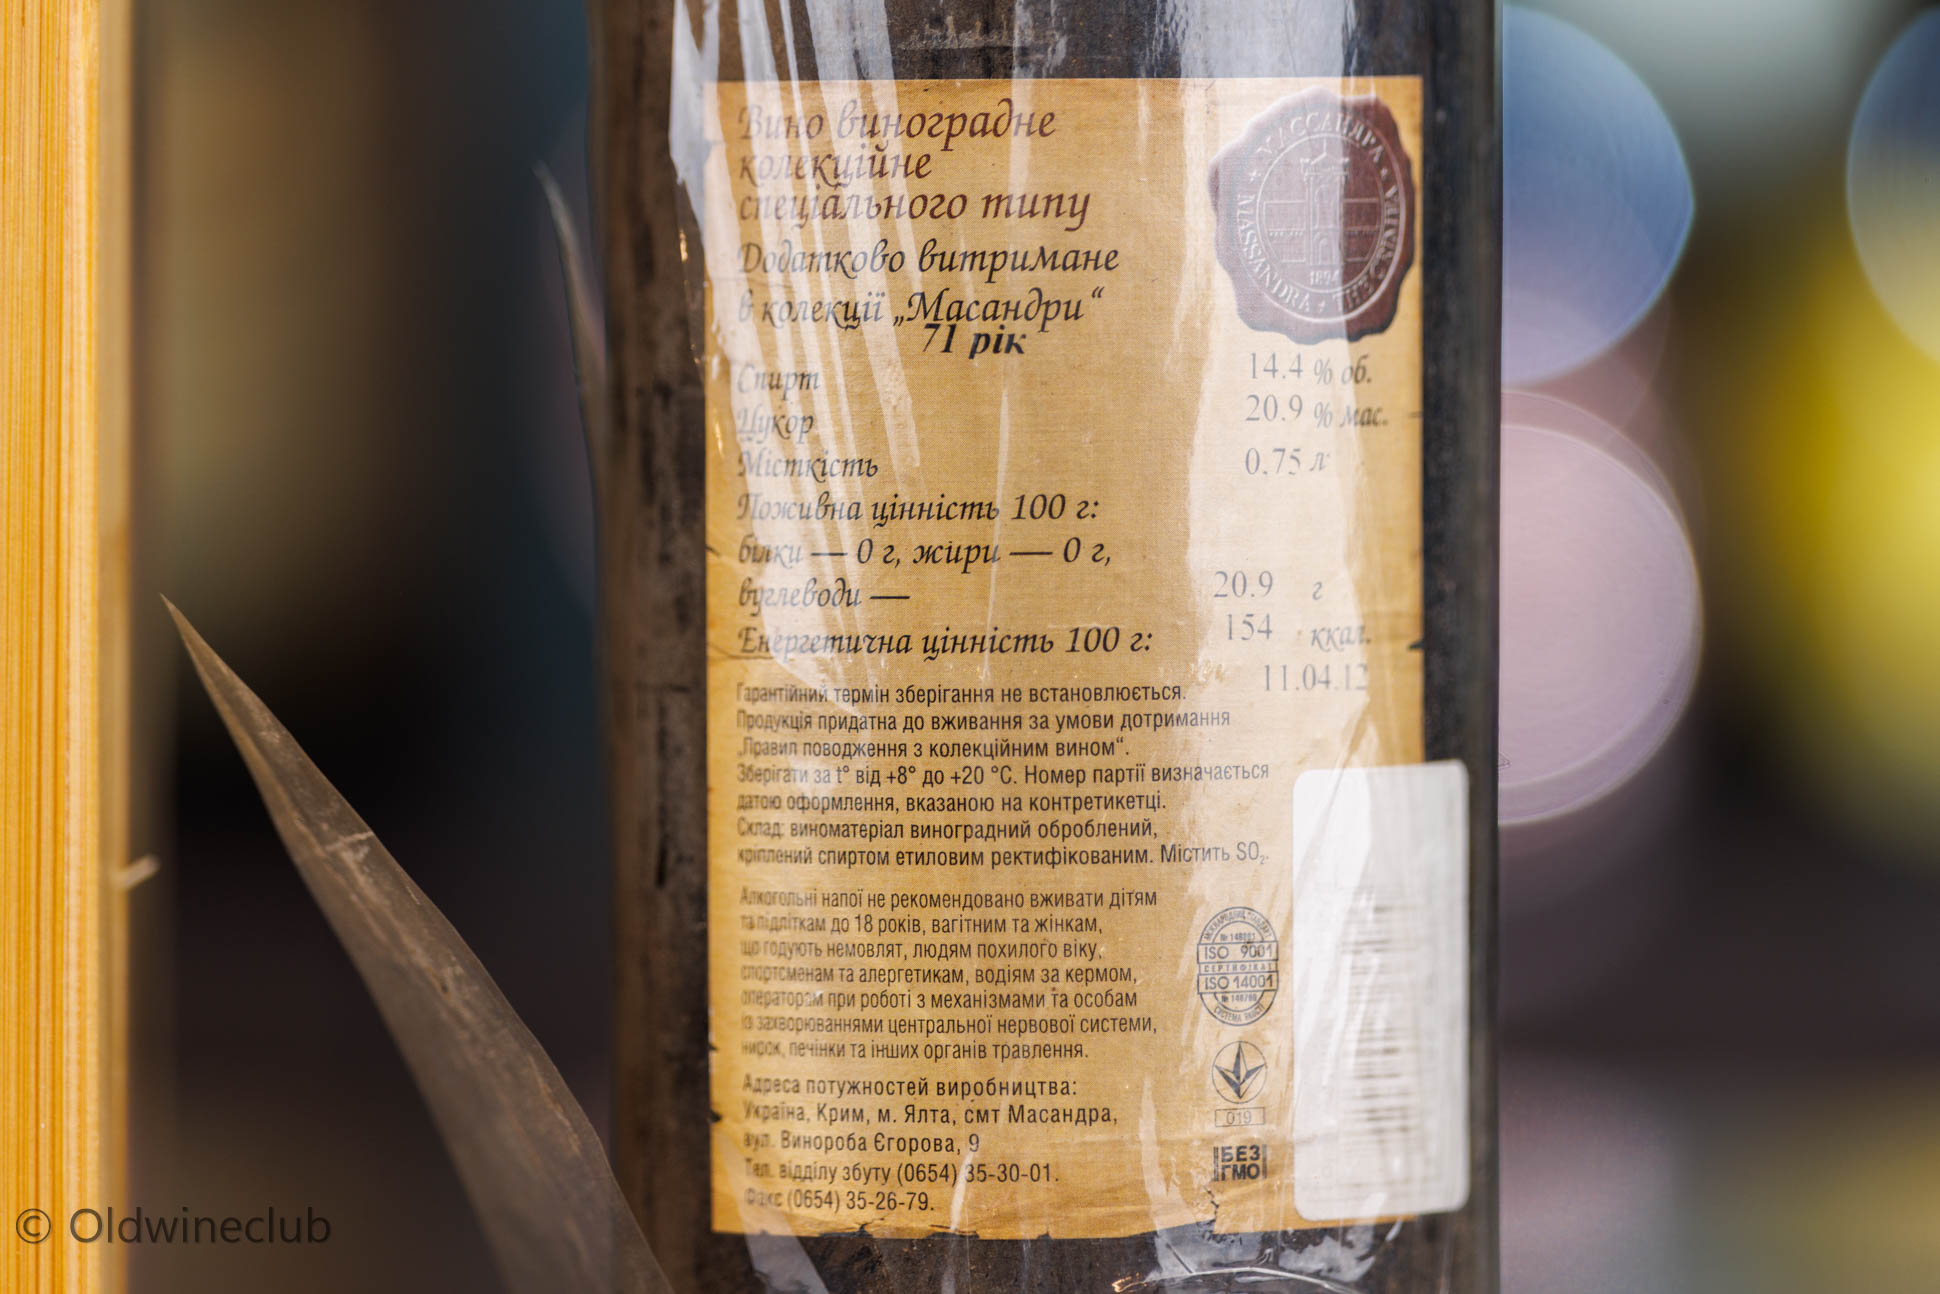 Вино виноградне
колекційне
спеціального типу
Додатково витримане
в колекції „Масандри“
71 рік
Спирт 14.4 % об.
Цукор 20.9 % мас.
Місткість 0,75 л
Поживна цінність 100 г:
білки — 0 г, жири — 0 г,
вуглеводи — 20.9 г
Енергетична цінність 100 г: 154 ккал.
11.04.12
Гарантійний термін зберігання не встановлюється.
Продукція придатна до вживання за умови дотримання
„Правил поводження з колекційним вином“.
Зберігати за t° від +8° до +20 °С. Номер партії визначається
датою оформлення, вказаною на контретикетці.
Склад: виноматеріал виноградний оброблений,
кріплений спиртом етиловим ректифікованим. Містить SO₂.
Алкогольні напої не рекомендовано вживати дітям
та підліткам до 18 років, вагітним та жінкам,
що годують немовлят, людям похилого віку,
спортсменам та алергетикам, водіям за кермом,
операторам при роботі з механізмами та особам
із захворюваннями центральної нервової системи,
нирок, печінки та інших органів травлення.
Адреса потужностей виробництва:
Україна, Крим, м. Ялта, смт Масандра,
вул. Винороба Єгорова, 9
Тел. відділу збуту (0654) 35-30-01.
Факс (0654) 35-26-79.
МАССАНДРА
MASSANDRA
1894
ISO 9001
СЕРТИФІКАТ
ISO 14001
СИСТЕМА ЯКОСТІ
019
БЕЗ
ГМО
© Oldwineclub